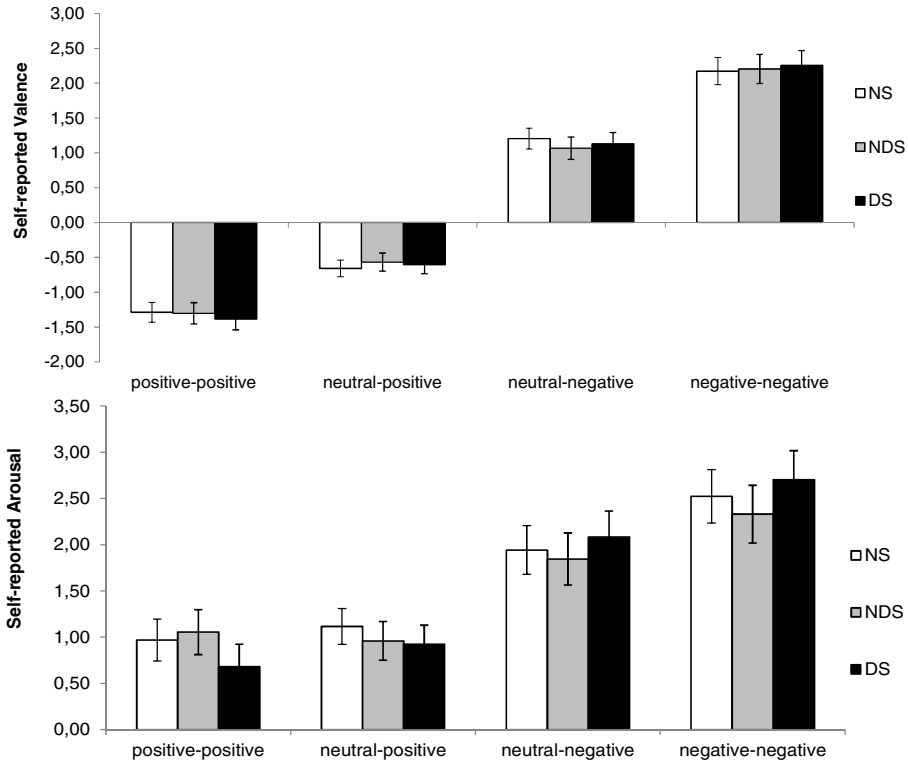 Self-reported Valence
3,00
2,50
2,00
1,50
1,00
0,50
0,00
-0,50
-1,00
-1,50
-2,00
positive-positive neutral-positive neutral-negative negative-negative
NS
NDS
DS
Self-reported Arousal
3,50
3,00
2,50
2,00
1,50
1,00
0,50
0,00
positive-positive neutral-positive neutral-negative negative-negative
NS
NDS
DS